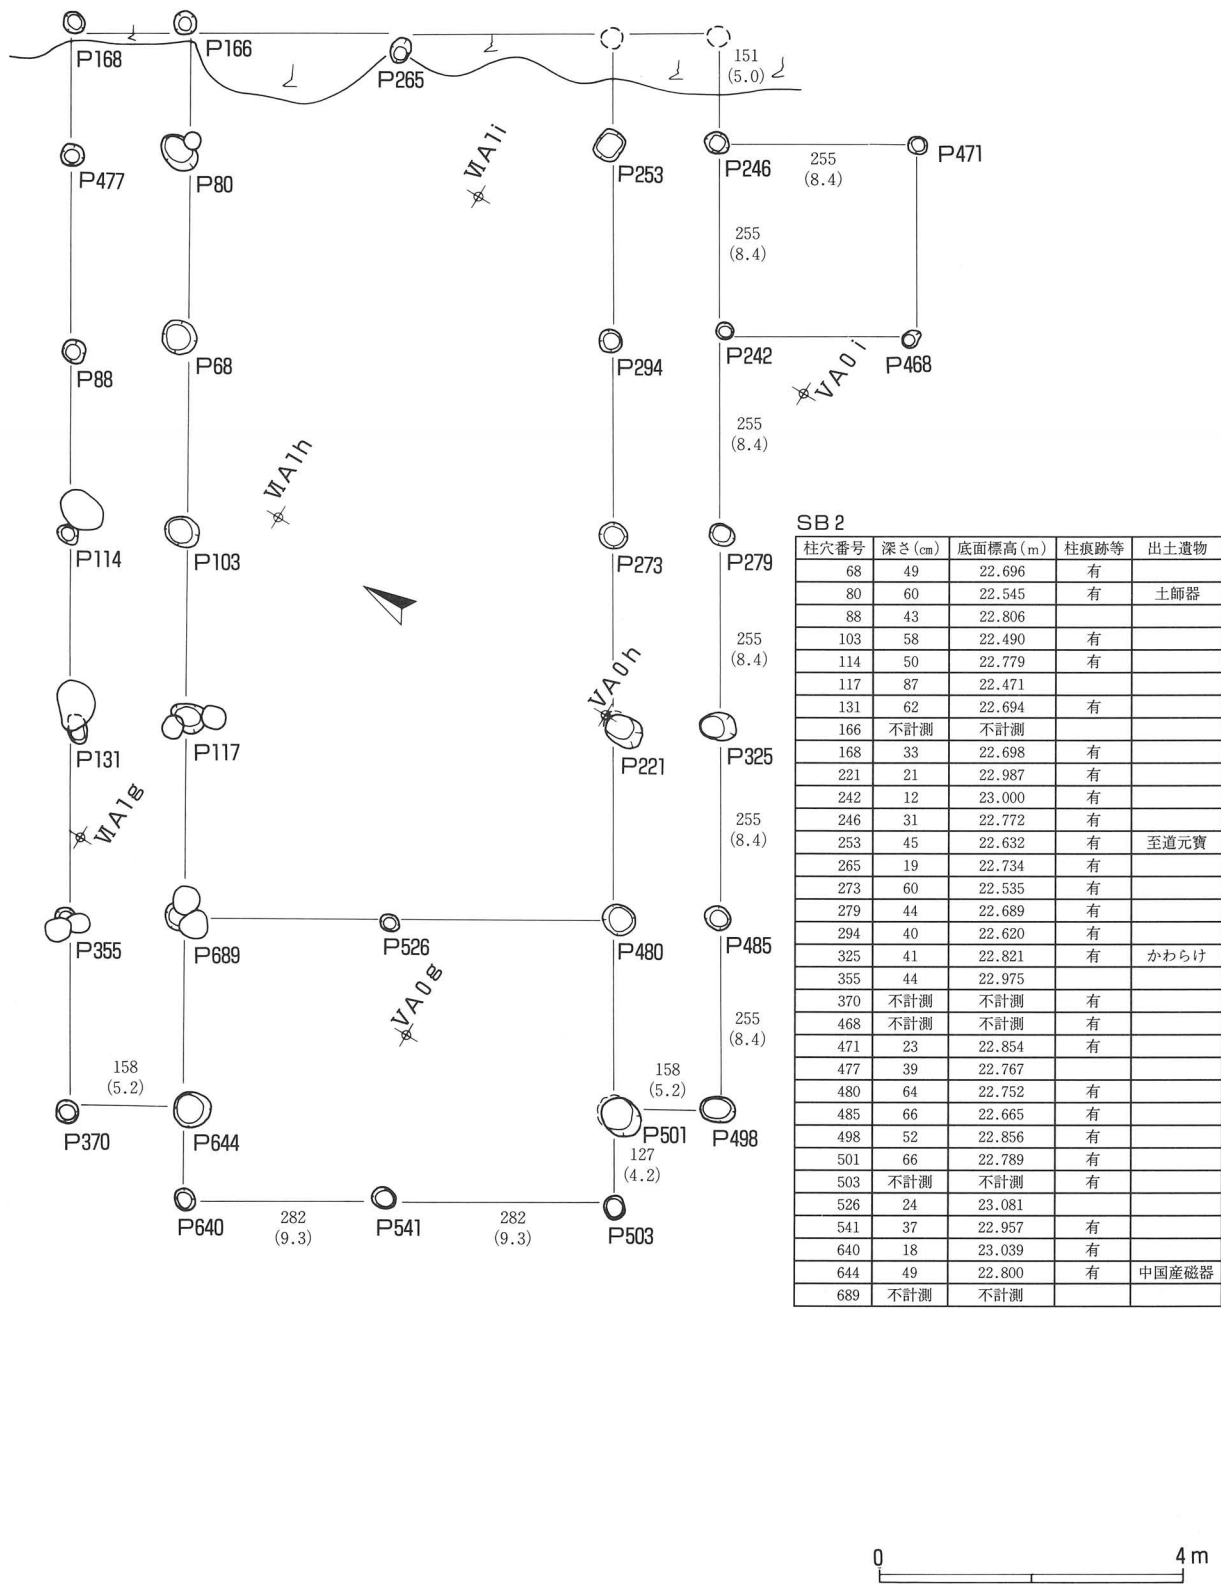 P168
P166
P265
151
(5.0)
ⅥA1i
P477
P80
P253
P246
255
(8.4)
P471
255
(8.4)
P88
P68
P294
P242
P468
ⅤA0i
255
(8.4)
ⅥA1h
P114
P103
P273
P279
255
(8.4)
ⅤA0h
P131
P117
P221
P325
ⅥA1g
255
(8.4)
P355
P689
P526
P480
P485
ⅤA0g
255
(8.4)
158
(5.2)
158
(5.2)
P370
P644
P501
P498
127
(4.2)
P640
282
(9.3)
P541
282
(9.3)
P503
SB2
柱穴番号 深さ(㎝) 底面標高(m) 柱痕跡等 出土遺物
68 49 22.696 有
80 60 22.545 有 土師器
88 43 22.806
103 58 22.490 有
114 50 22.779 有
117 87 22.471
131 62 22.694 有
166 不計測 不計測
168 33 22.698 有
221 21 22.987 有
242 12 23.000 有
246 31 22.772 有
253 45 22.632 有 至道元寶
265 19 22.734 有
273 60 22.535 有
279 44 22.689 有
294 40 22.620 有
325 41 22.821 有 かわらけ
355 44 22.975
370 不計測 不計測 有
468 不計測 不計測 有
471 23 22.854 有
477 39 22.767
480 64 22.752 有
485 66 22.665 有
498 52 22.856 有
501 66 22.789 有
503 不計測 不計測 有
526 24 23.081
541 37 22.957 有
640 18 23.039 有
644 49 22.800 有 中国産磁器
689 不計測 不計測
0 4m